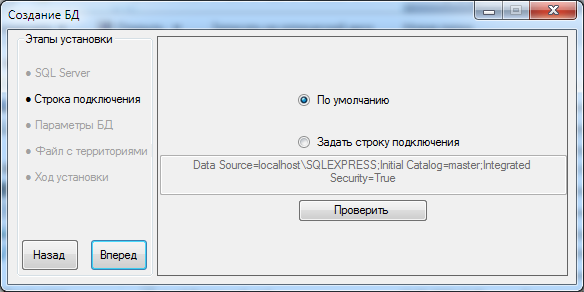 Создание БД
Этапы установки
● SQL Server
● Строка подключения
● Параметры БД
● Файл с территориями
● Ход установки
Назад
Вперед
По умолчанию
Задать строку подключения
Data Source=localhost\SQLEXPRESS;Initial Catalog=master;Integrated
Security=True
Проверить